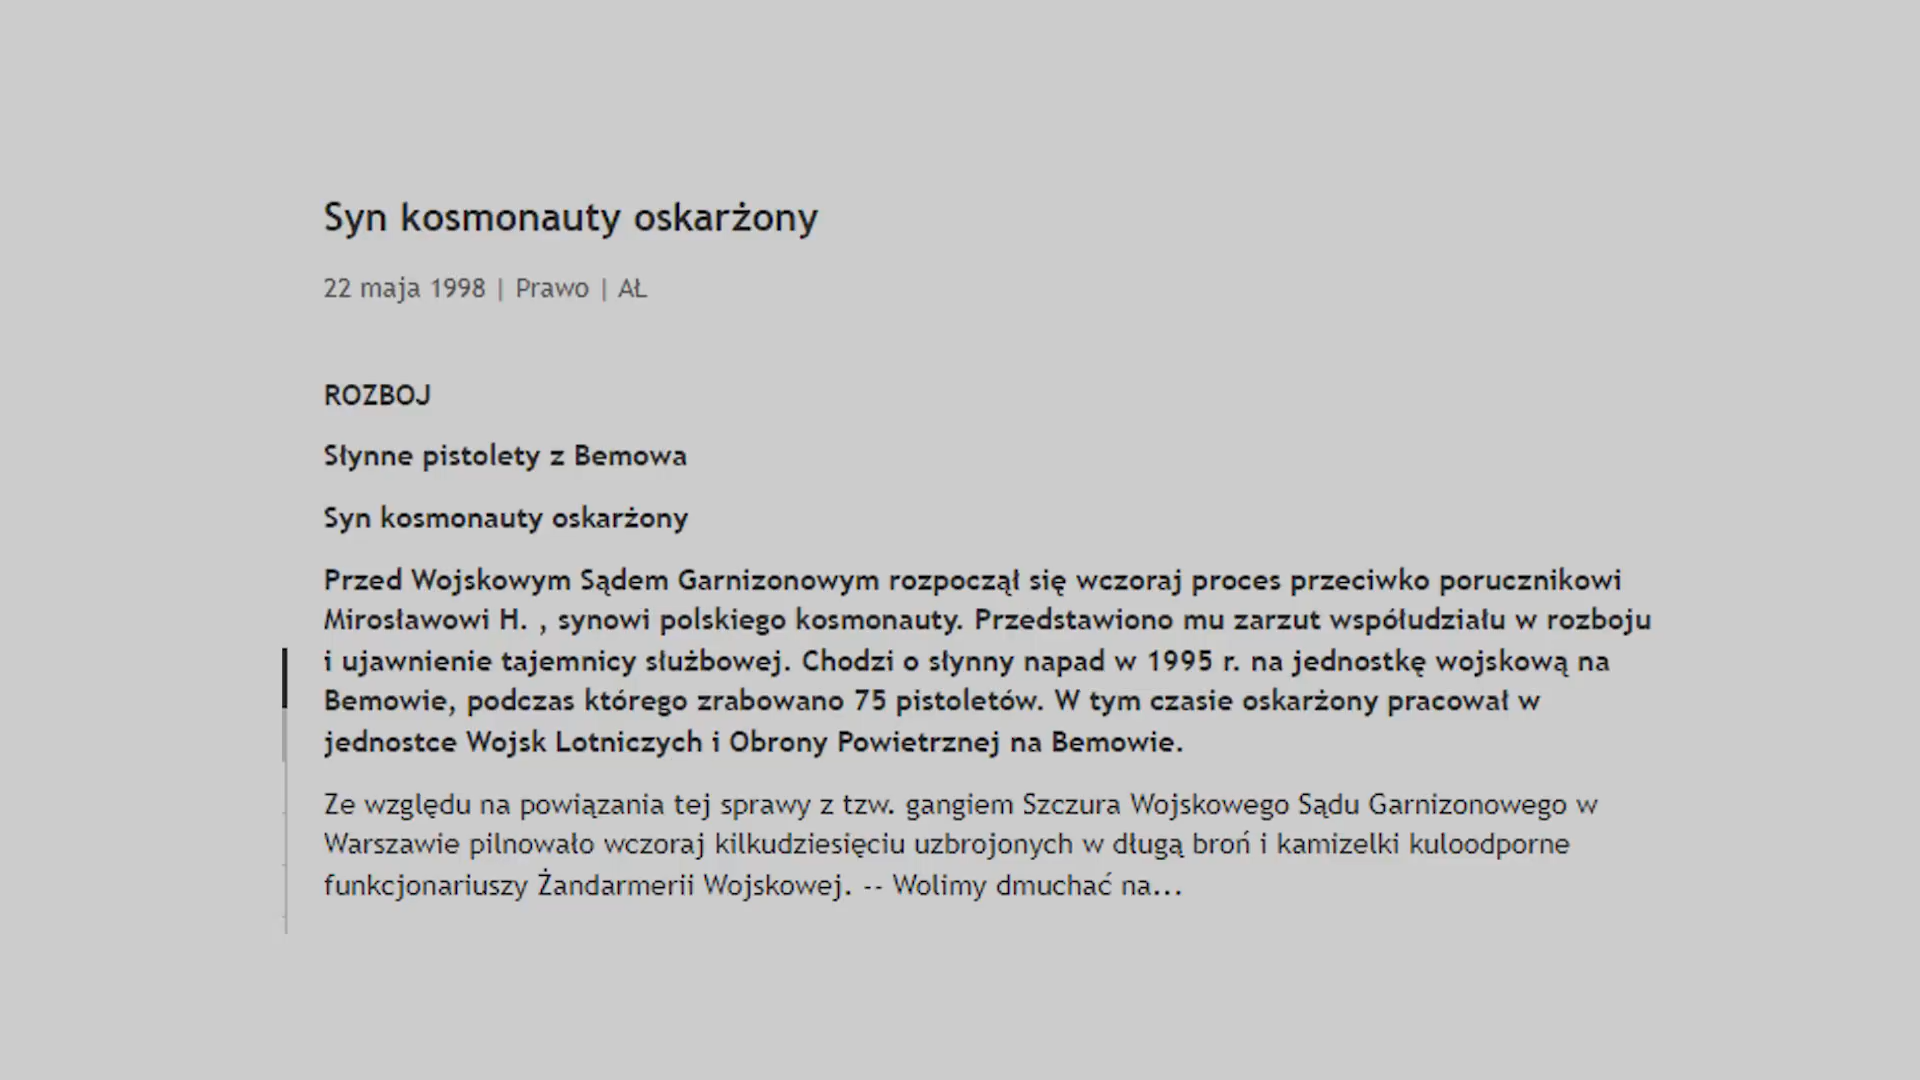 Syn kosmonauty oskarżony
22 maja 1998 | Prawo | AŁ
ROZBOJ
Słynne pistolety z Bemowa
Syn kosmonauty oskarżony
Przed Wojskowym Sądem Garnizonowym rozpoczął się wczoraj proces przeciwko porucznikowi
Mirosławowi H. , synowi polskiego kosmonauty. Przedstawiono mu zarzut współudziału w rozboju
i ujawnienie tajemnicy służbowej. Chodzi o słynny napad w 1995 r. na jednostkę wojskową na
Bemowie, podczas którego zrabowano 75 pistoletów. W tym czasie oskarżony pracował w
jednostce Wojsk Lotniczych i Obrony Powietrznej na Bemowie.
Ze względu na powiązania tej sprawy z tzw. gangiem Szczura Wojskowego Sądu Garnizonowego w
Warszawie pilnowało wczoraj kilkudziesięciu uzbrojonych w długą broń i kamizelki kuloodporne
funkcjonariuszy Żandarmerii Wojskowej. -- Wolimy dmuchać na...